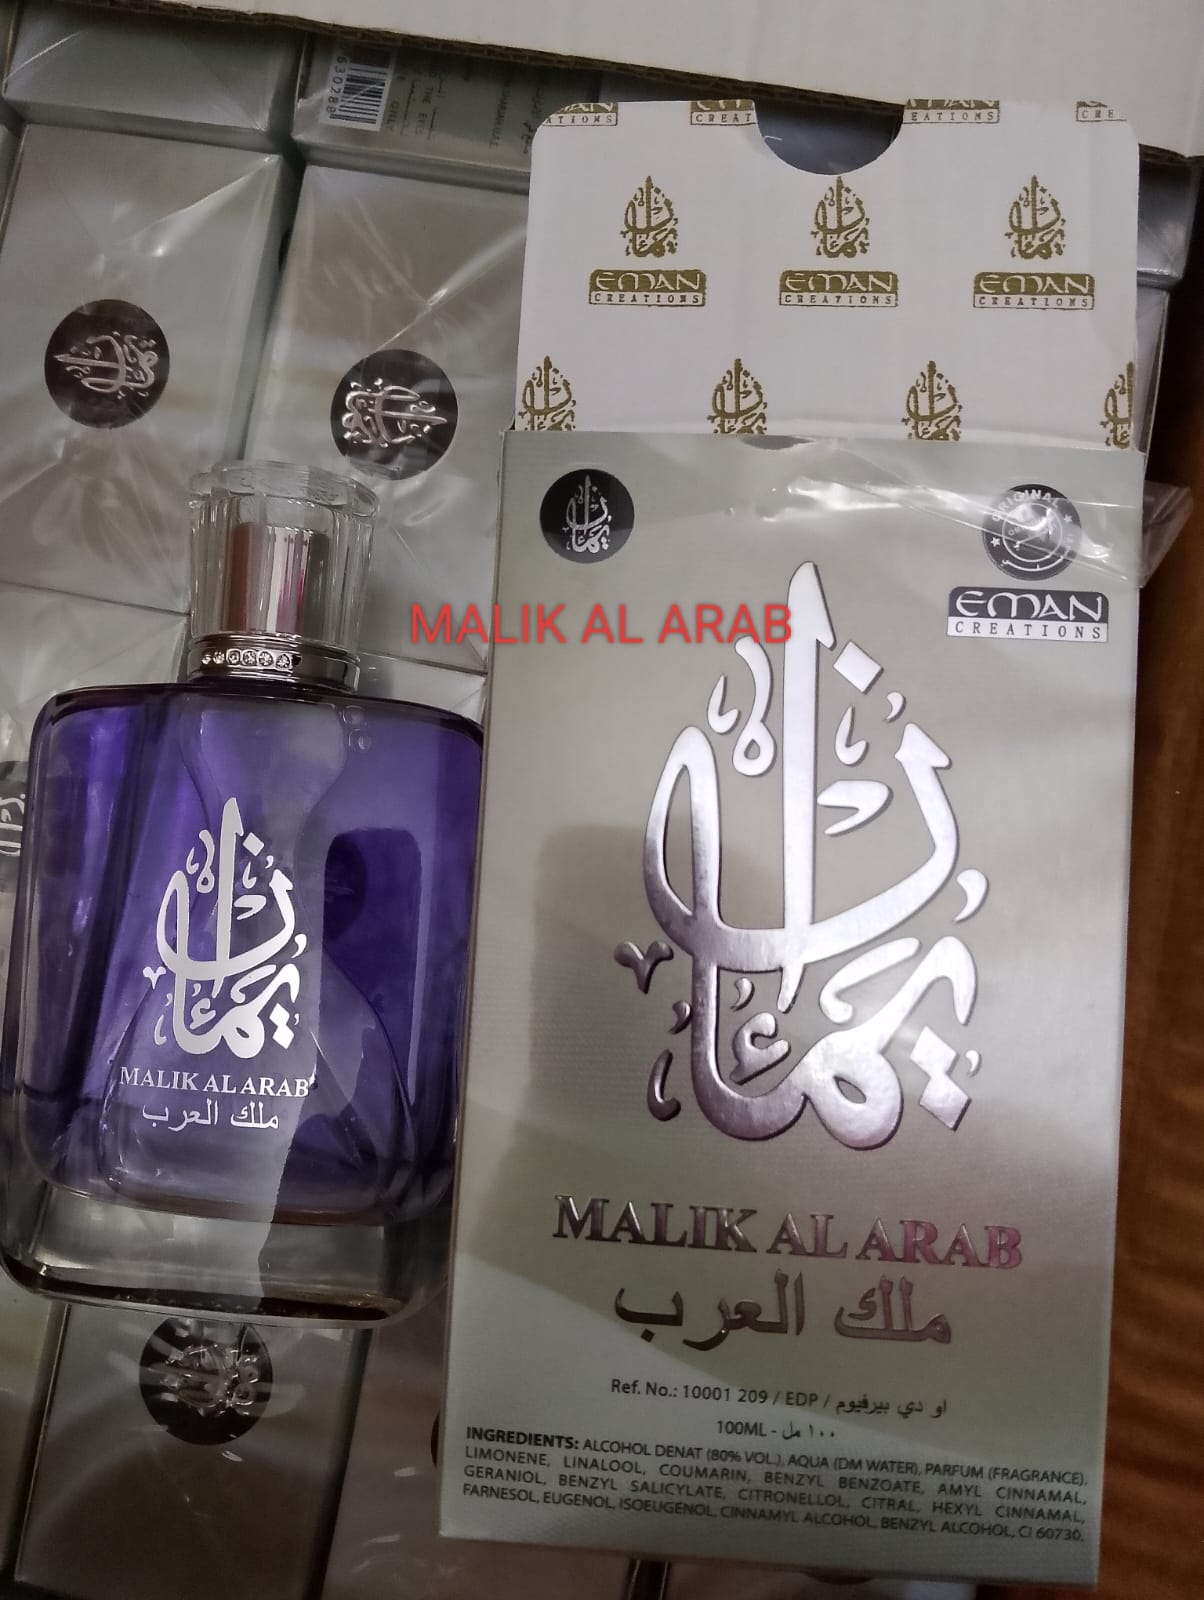 EMAN
CREATIONS
EMAN
CREATIONS
EMAN
CREATIONS
ORIGINAL
EMAN
CREATIONS
MALIK AL ARAB
MALIK AL ARAB
ملك العرب
MALIK AL ARAB
ملك العرب
Ref. No.: 10001 209 / EDP / او دي بيرفيوم
100ML - ١٠٠ مل
INGREDIENTS: ALCOHOL DENAT (80% VOL.), AQUA (DM WATER), PARFUM (FRAGRANCE),
LIMONENE, LINALOOL, COUMARIN, BENZYL BENZOATE, AMYL CINNAMAL,
GERANIOL, BENZYL SALICYLATE, CITRONELLOL, CITRAL, HEXYL CINNAMAL,
FARNESOL, EUGENOL, ISOEUGENOL, CINNAMYL ALCOHOL, BENZYL ALCOHOL, CI 60730.